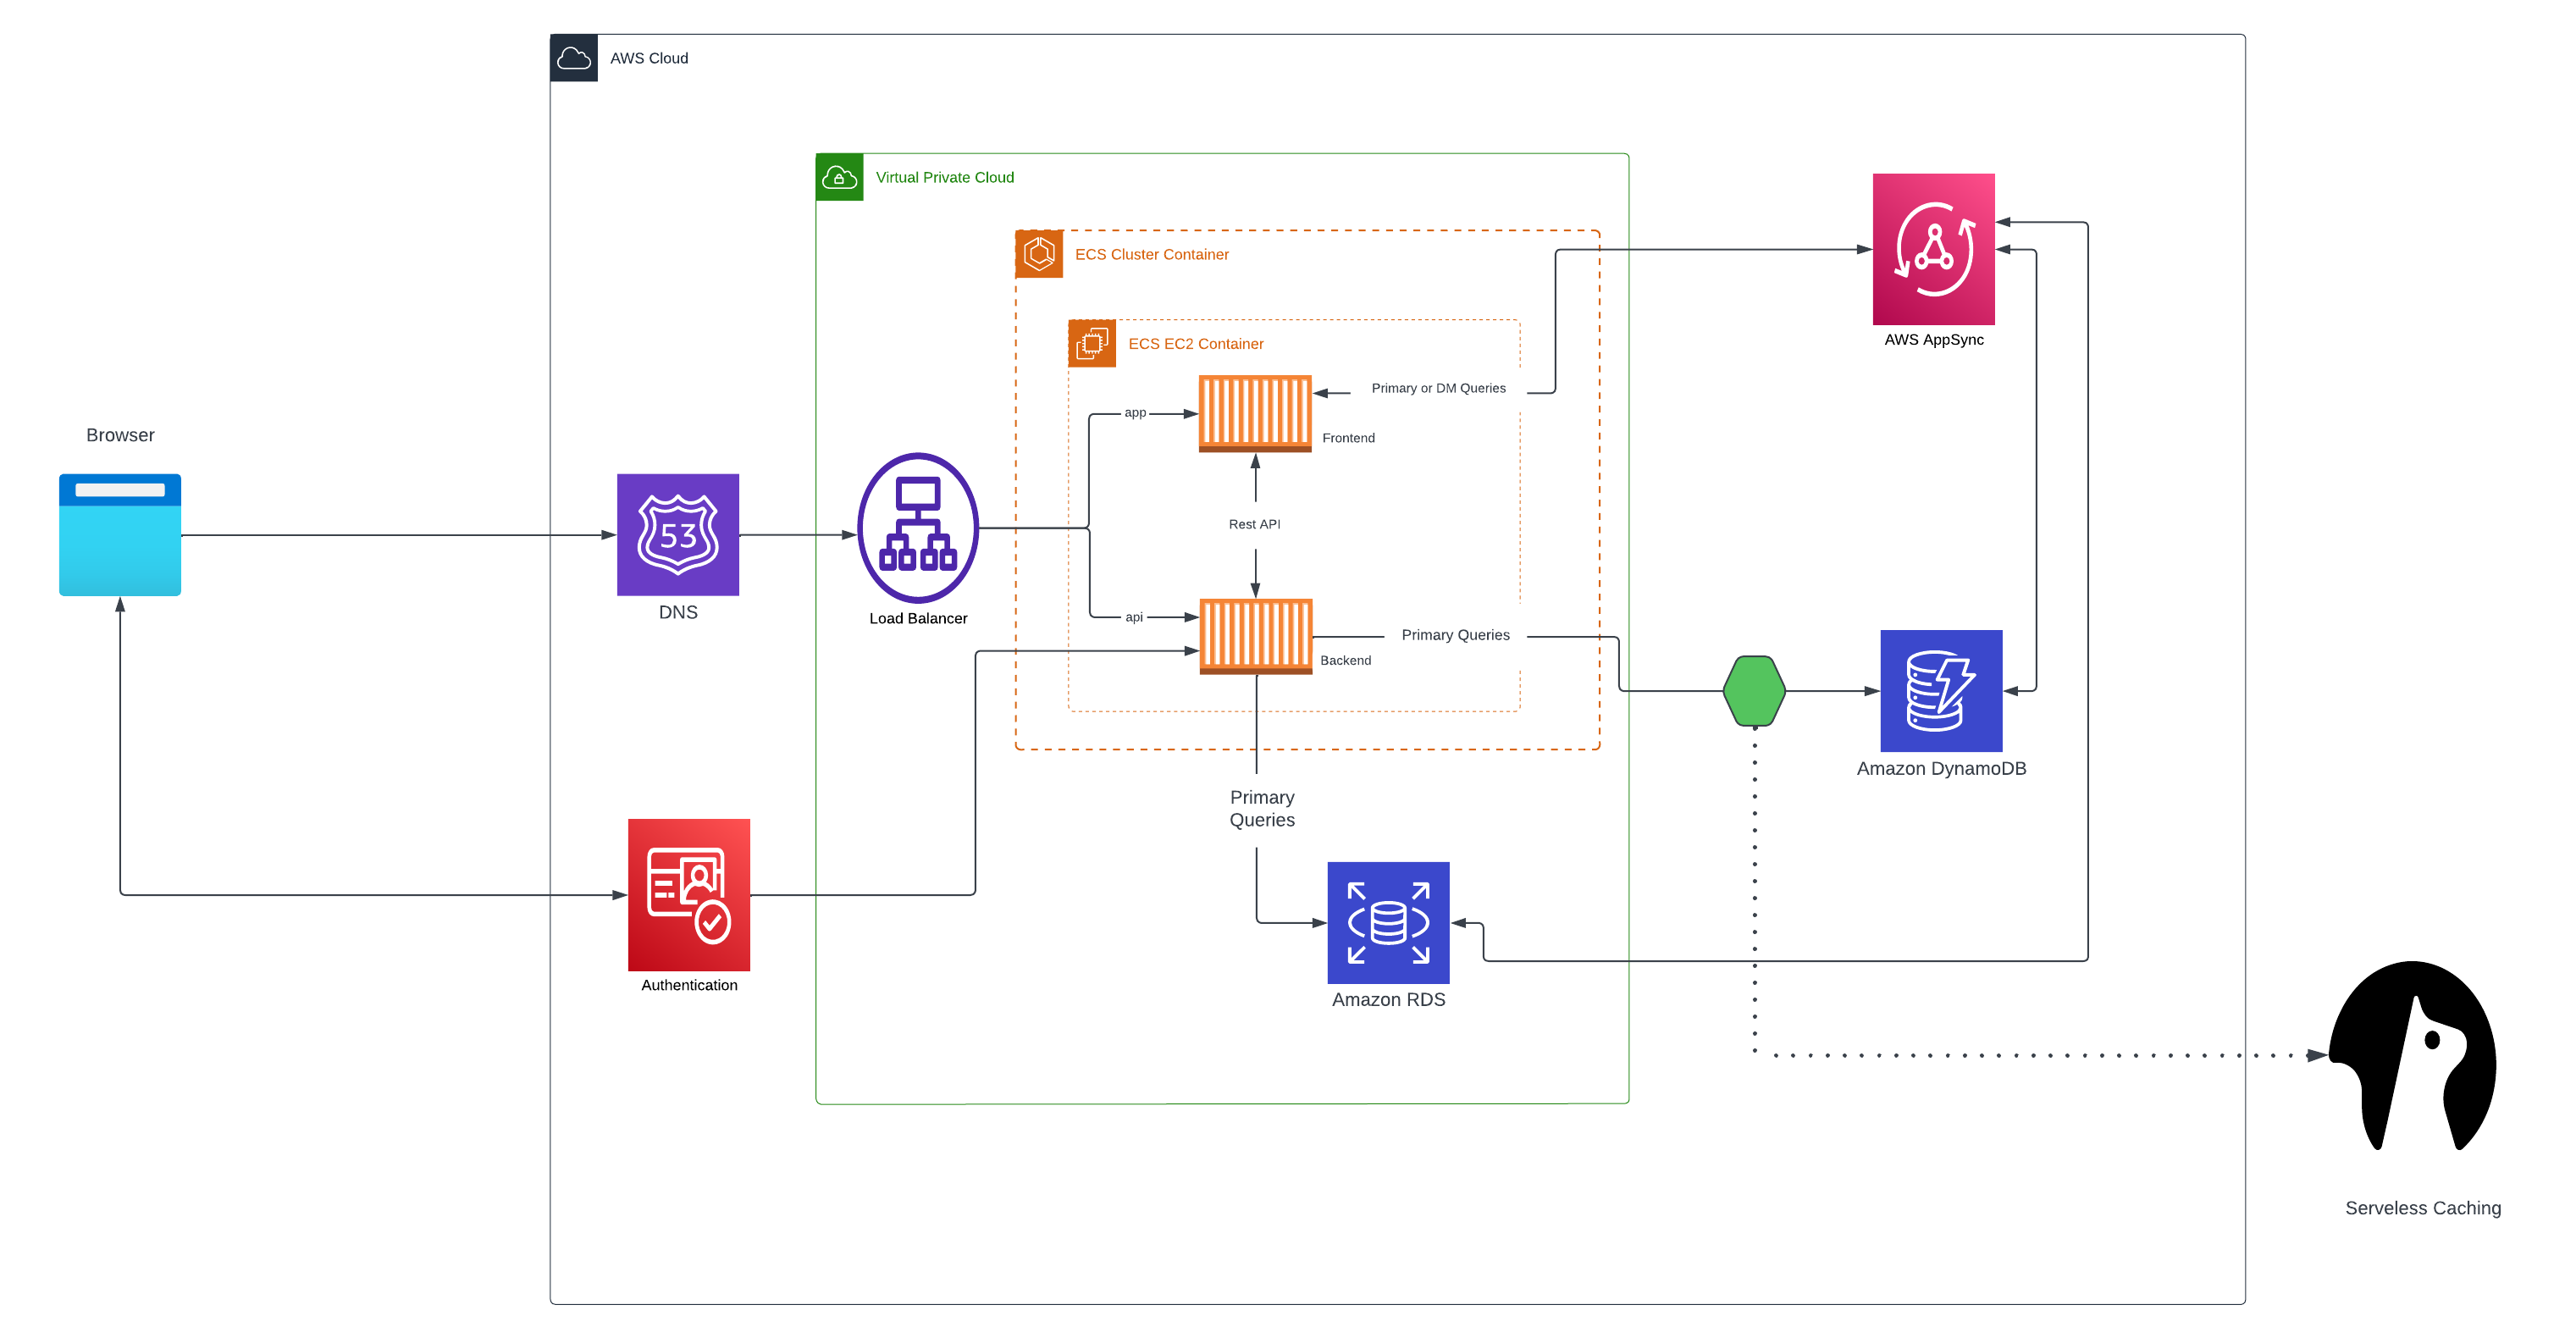 AWS Cloud
Virtual Private Cloud
ECS Cluster Container
ECS EC2 Container
AWS AppSync
Primary or DM Queries
app
Frontend
Browser
53
DNS
Load Balancer
Rest API
api
Primary Queries
Backend
Amazon DynamoDB
Primary
Queries
Authentication
Amazon RDS
Serveless Caching